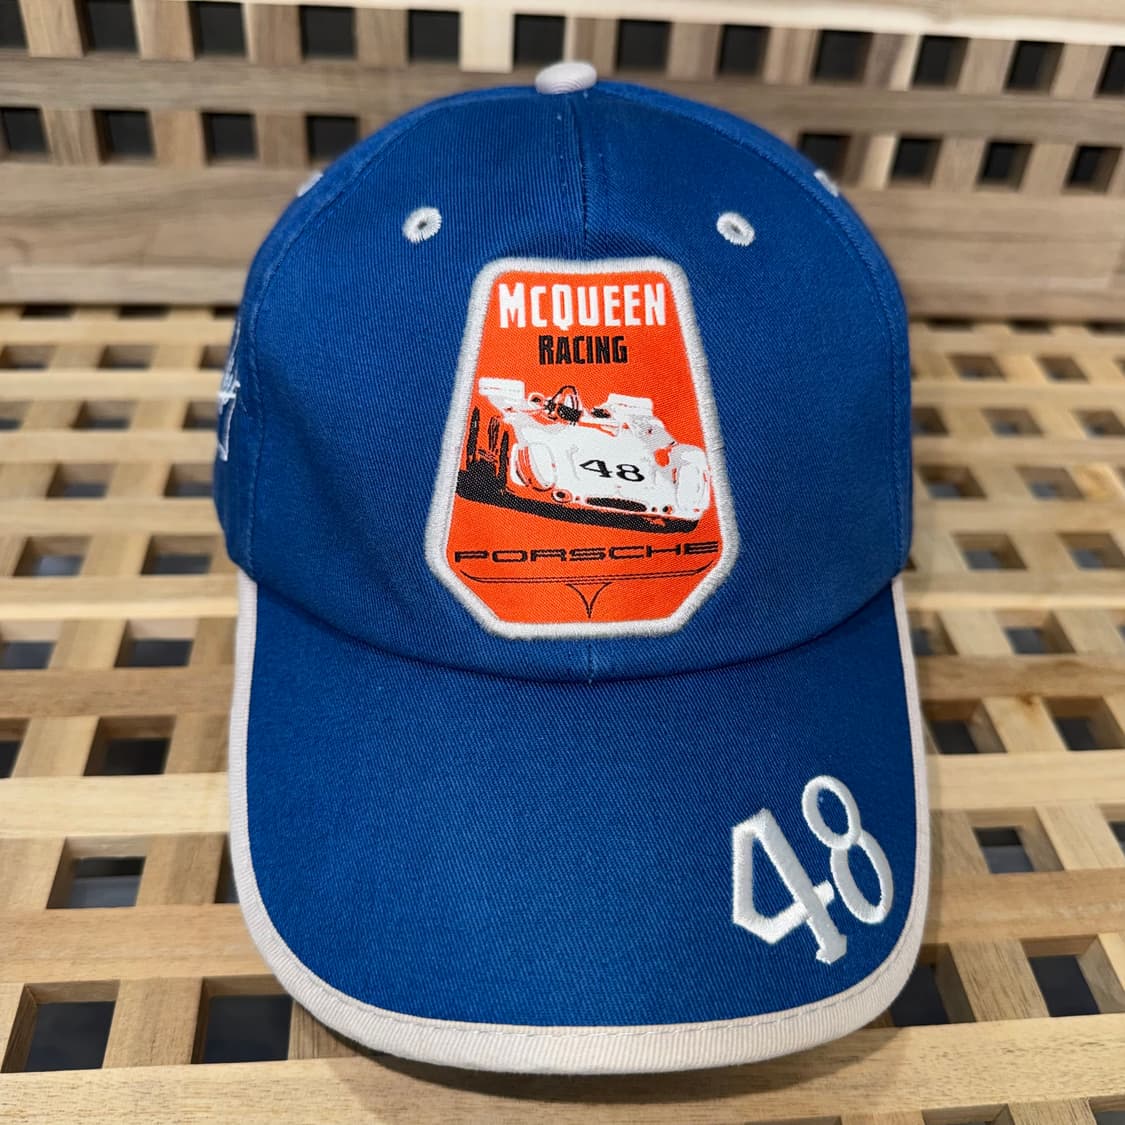 MCQUEEN
RACING
48
PORSCHE
48